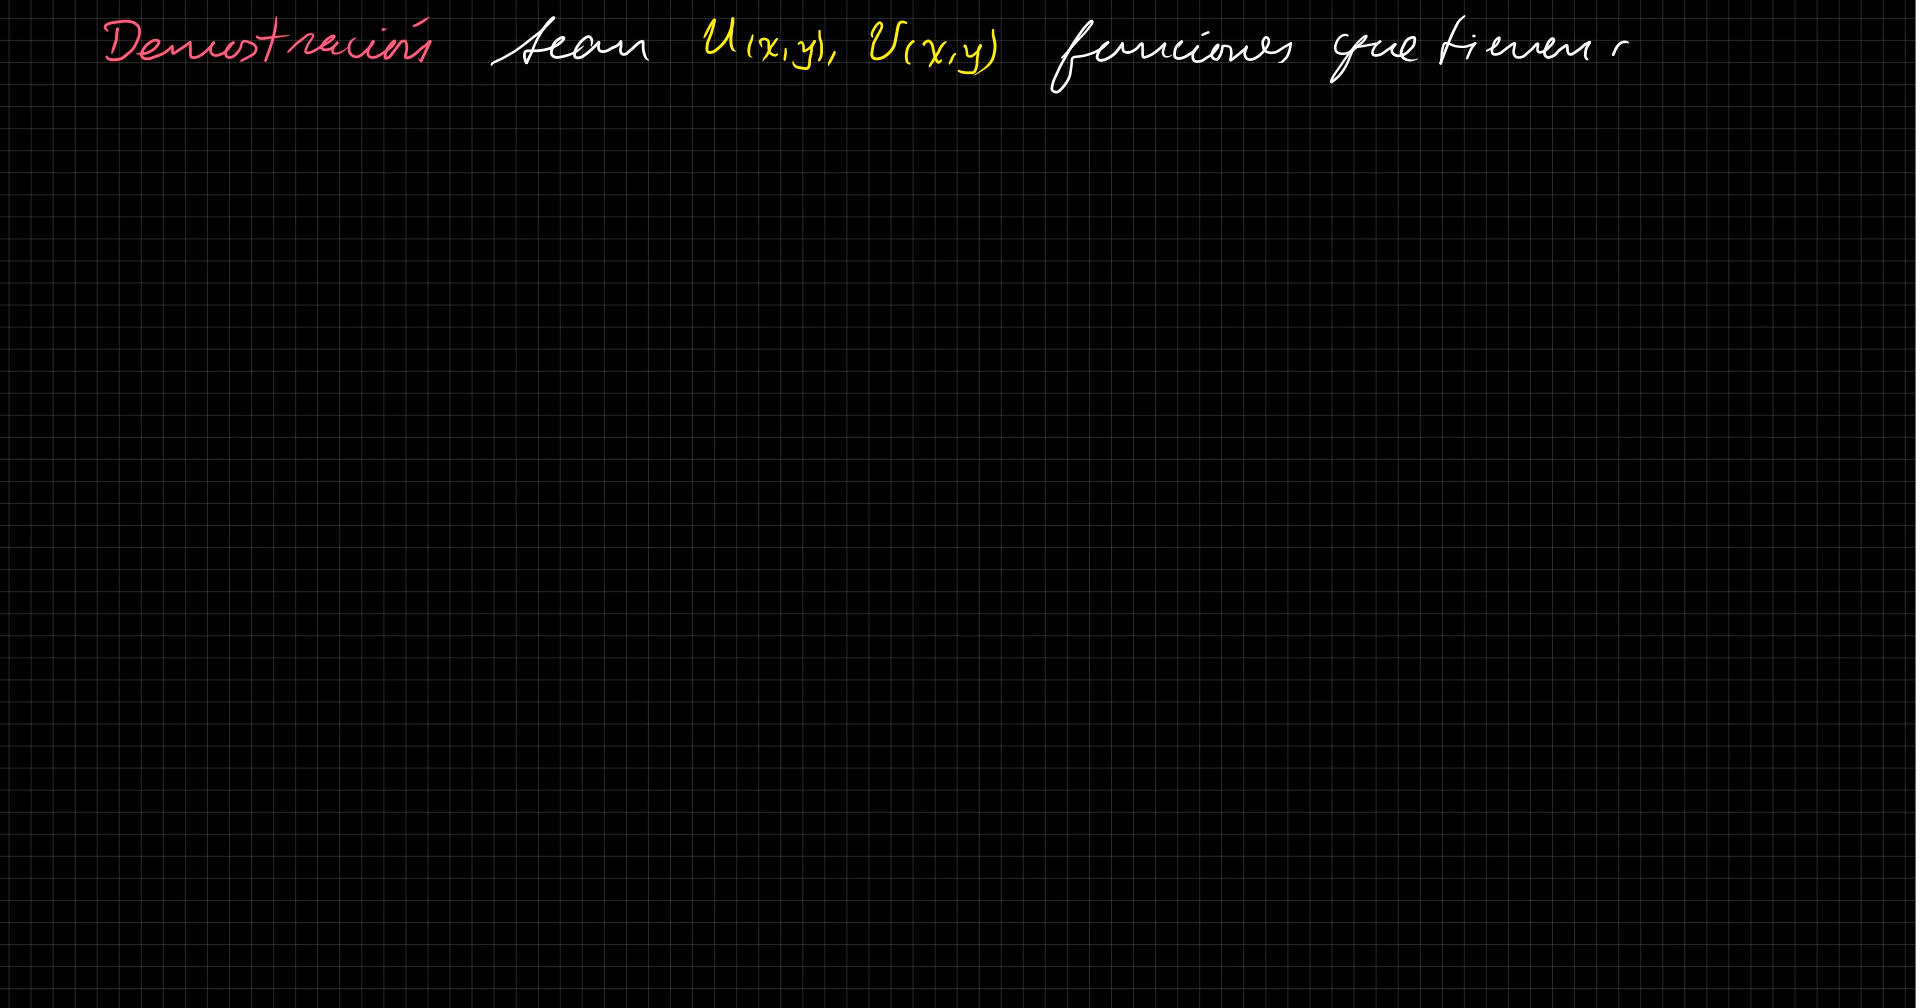 Demostración Sean U(x,y), V(x,y) funciones que tienen